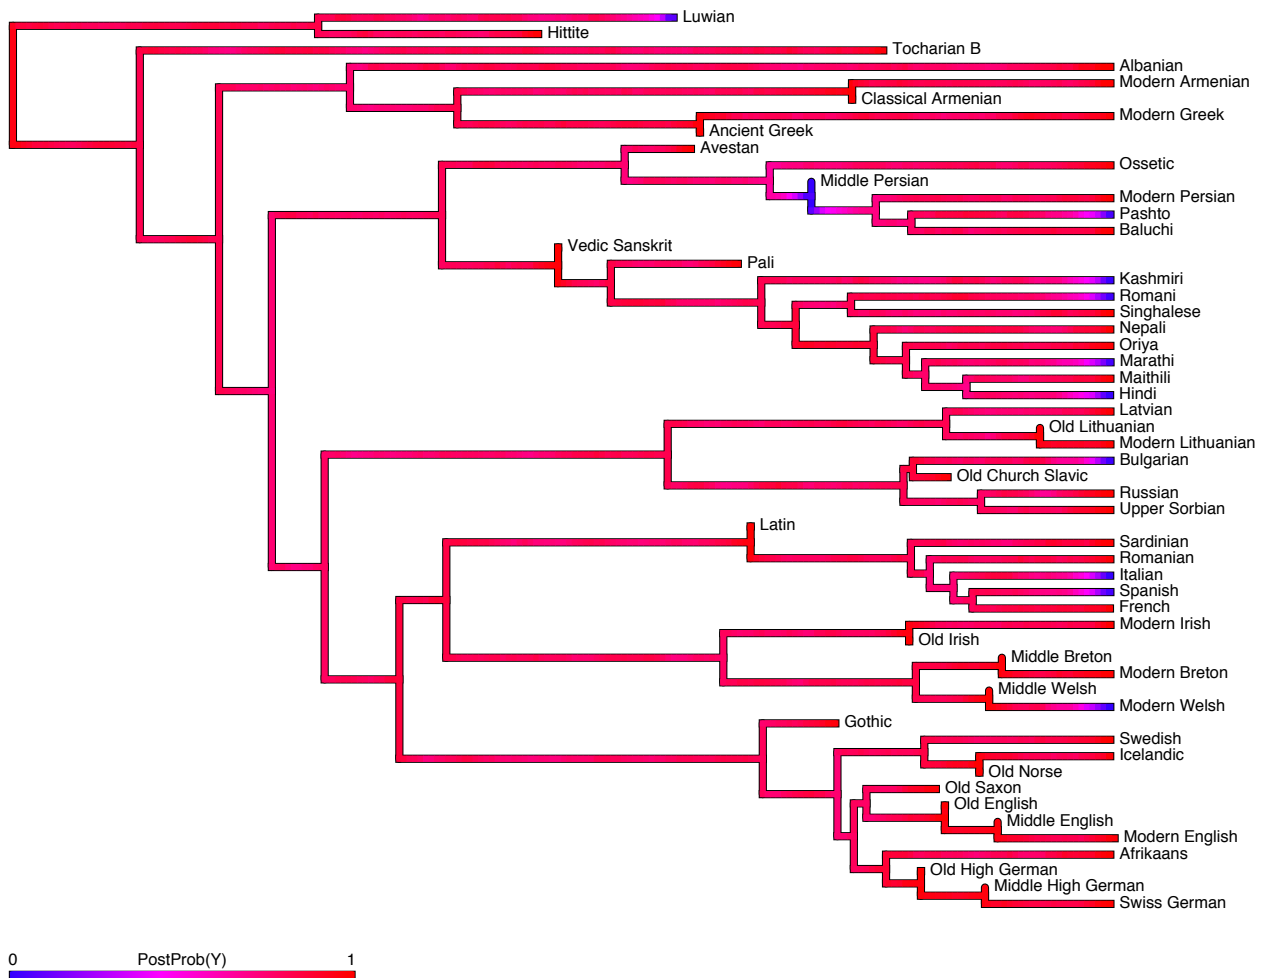 Luwian
Hittite
Tocharian B
Albanian
Modern Armenian
Classical Armenian
Modern Greek
Ancient Greek
Avestan
Ossetic
Middle Persian
Modern Persian
Pashto
Baluchi
Vedic Sanskrit
Pali
Kashmiri
Romani
Singhalese
Nepali
Oriya
Marathi
Maithili
Hindi
Latvian
Old Lithuanian
Modern Lithuanian
Bulgarian
Old Church Slavic
Russian
Upper Sorbian
Latin
Sardinian
Romanian
Italian
Spanish
French
Modern Irish
Old Irish
Middle Breton
Modern Breton
Middle Welsh
Modern Welsh
Gothic
Swedish
Icelandic
Old Norse
Old Saxon
Old English
Middle English
Modern English
Afrikaans
Old High German
Middle High German
Swiss German
0 PostProb(Y) 1